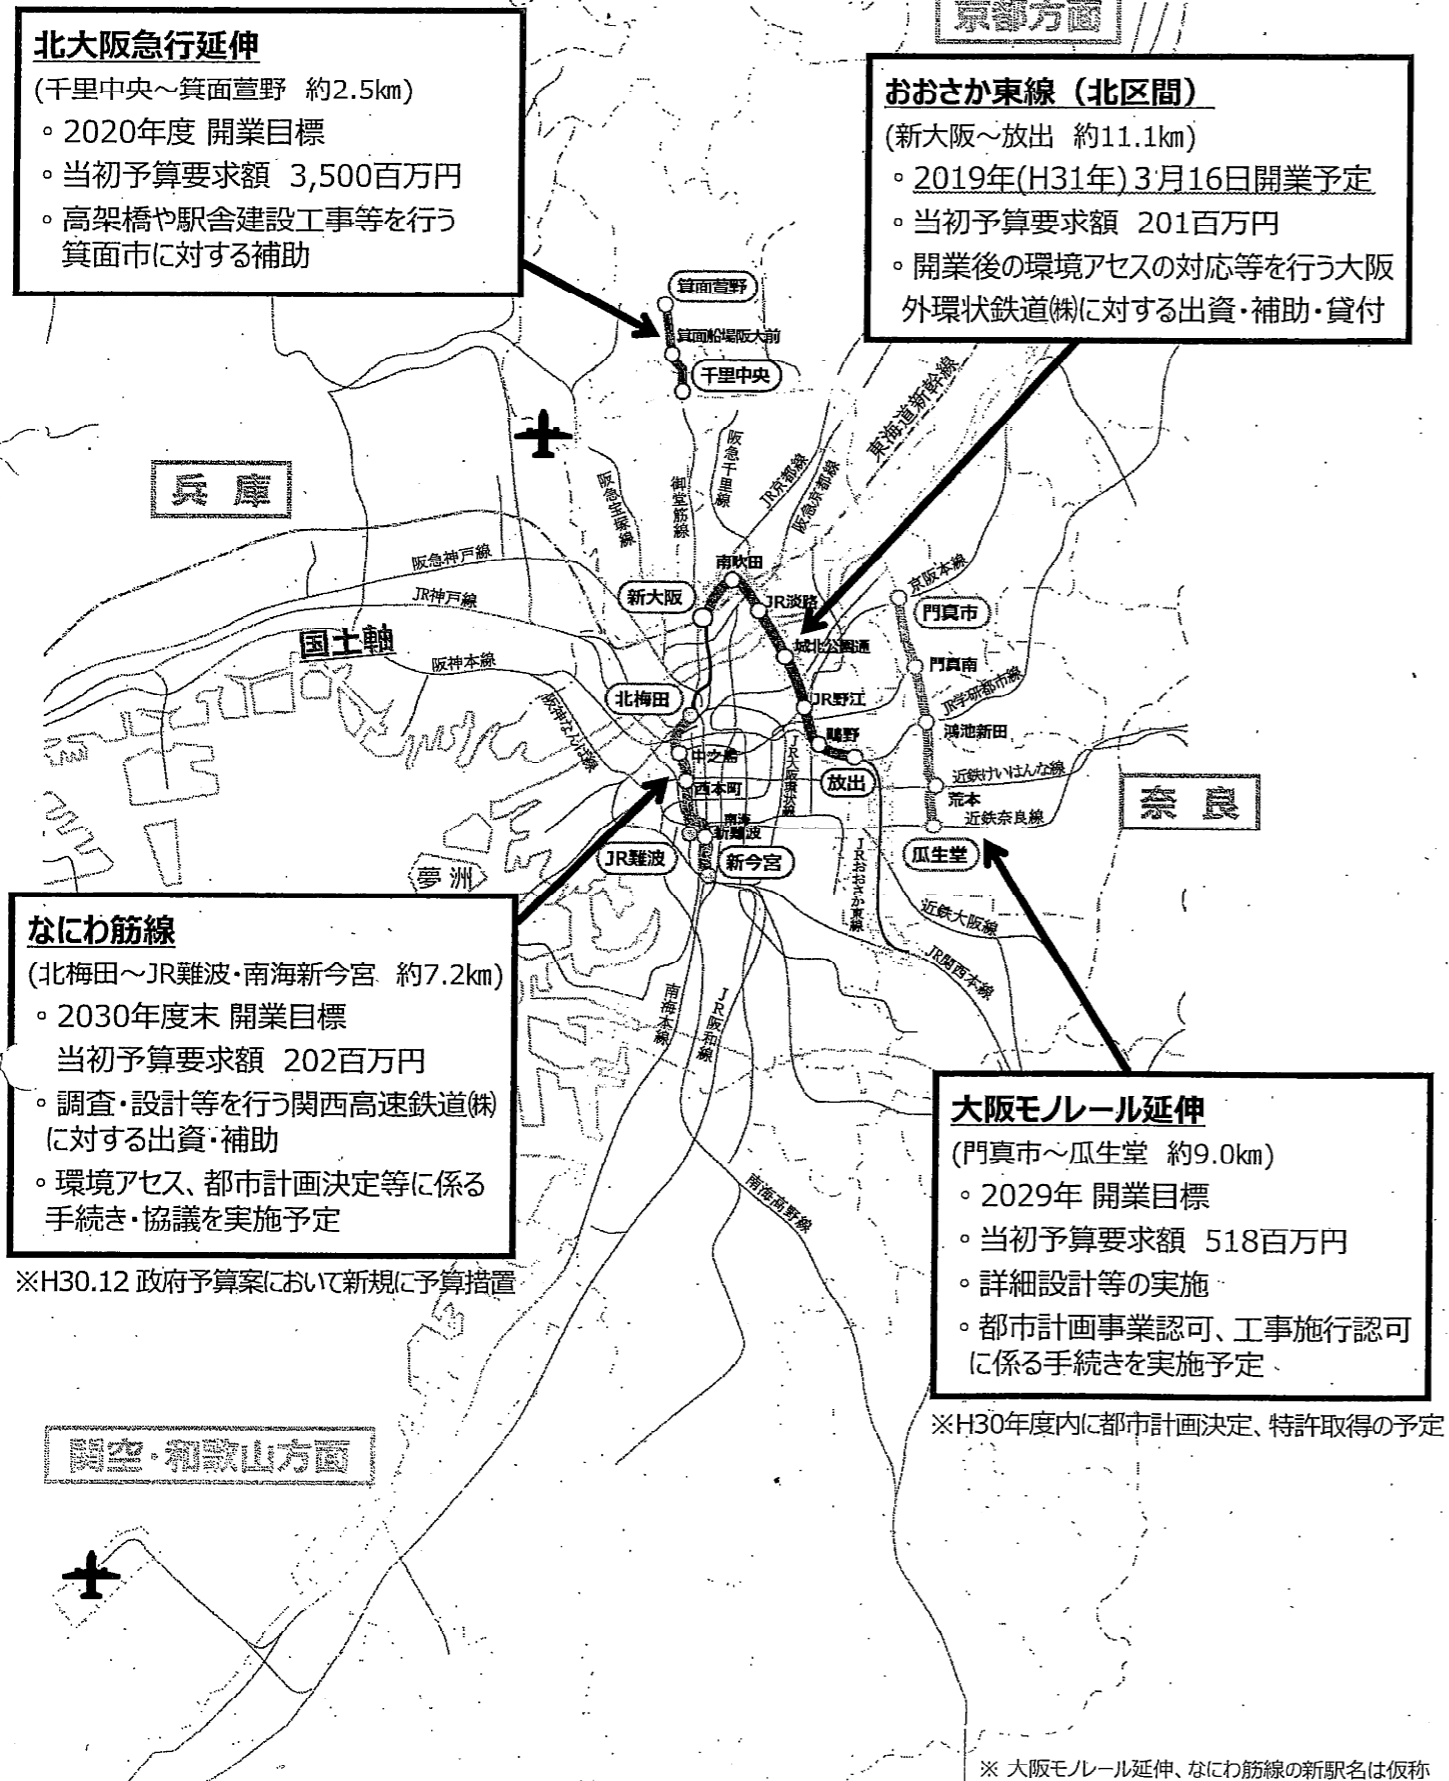 京都方面
北大阪急行延伸
(千里中央～箕面萱野 約2.5km)
◦ 2020年度 開業目標
◦ 当初予算要求額 3,500百万円
◦ 高架橋や駅舎建設工事等を行う
箕面市に対する補助
おおさか東線（北区間）
(新大阪～放出 約11.1km)
◦ 2019年(H31年)3月16日開業予定
◦ 当初予算要求額 201百万円
◦ 開業後の環境アセスの対応等を行う大阪
外環状鉄道㈱に対する出資・補助・貸付
箕面萱野
箕面船場阪大前
千里中央
東海道新幹線
阪急千里線
JR京都線
阪急京都線
阪急宝塚線
御堂筋線
兵庫
阪急神戸線
JR神戸線
国土軸
阪神本線
阪神なんば線
南吹田
新大阪
JR淡路
城北公園通
京阪本線
門真市
門真南
JR学研都市線
北梅田
JR野江
鴫野
鴻池新田
中之島
JR大阪環状線
放出
近鉄けいはんな線
西本町
荒本
近鉄奈良線
奈良
南海
新難波
JR難波
新今宮
瓜生堂
夢洲
JRおおさか東線
近鉄大阪線
JR関西本線
なにわ筋線
(北梅田～JR難波・南海新今宮 約7.2km)
◦ 2030年度末 開業目標
当初予算要求額 202百万円
◦ 調査・設計等を行う関西高速鉄道㈱
に対する出資・補助
◦ 環境アセス、都市計画決定等に係る
手続き・協議を実施予定
※H30.12 政府予算案において新規に予算措置
南海本線
JR阪和線
南海高野線
大阪モノレール延伸
(門真市～瓜生堂 約9.0km)
◦ 2029年 開業目標
◦ 当初予算要求額 518百万円
◦ 詳細設計等の実施
◦ 都市計画事業認可、工事施行認可
に係る手続きを実施予定
※H30年度内に都市計画決定、特許取得の予定
関空・和歌山方面
※ 大阪モノレール延伸、なにわ筋線の新駅名は仮称